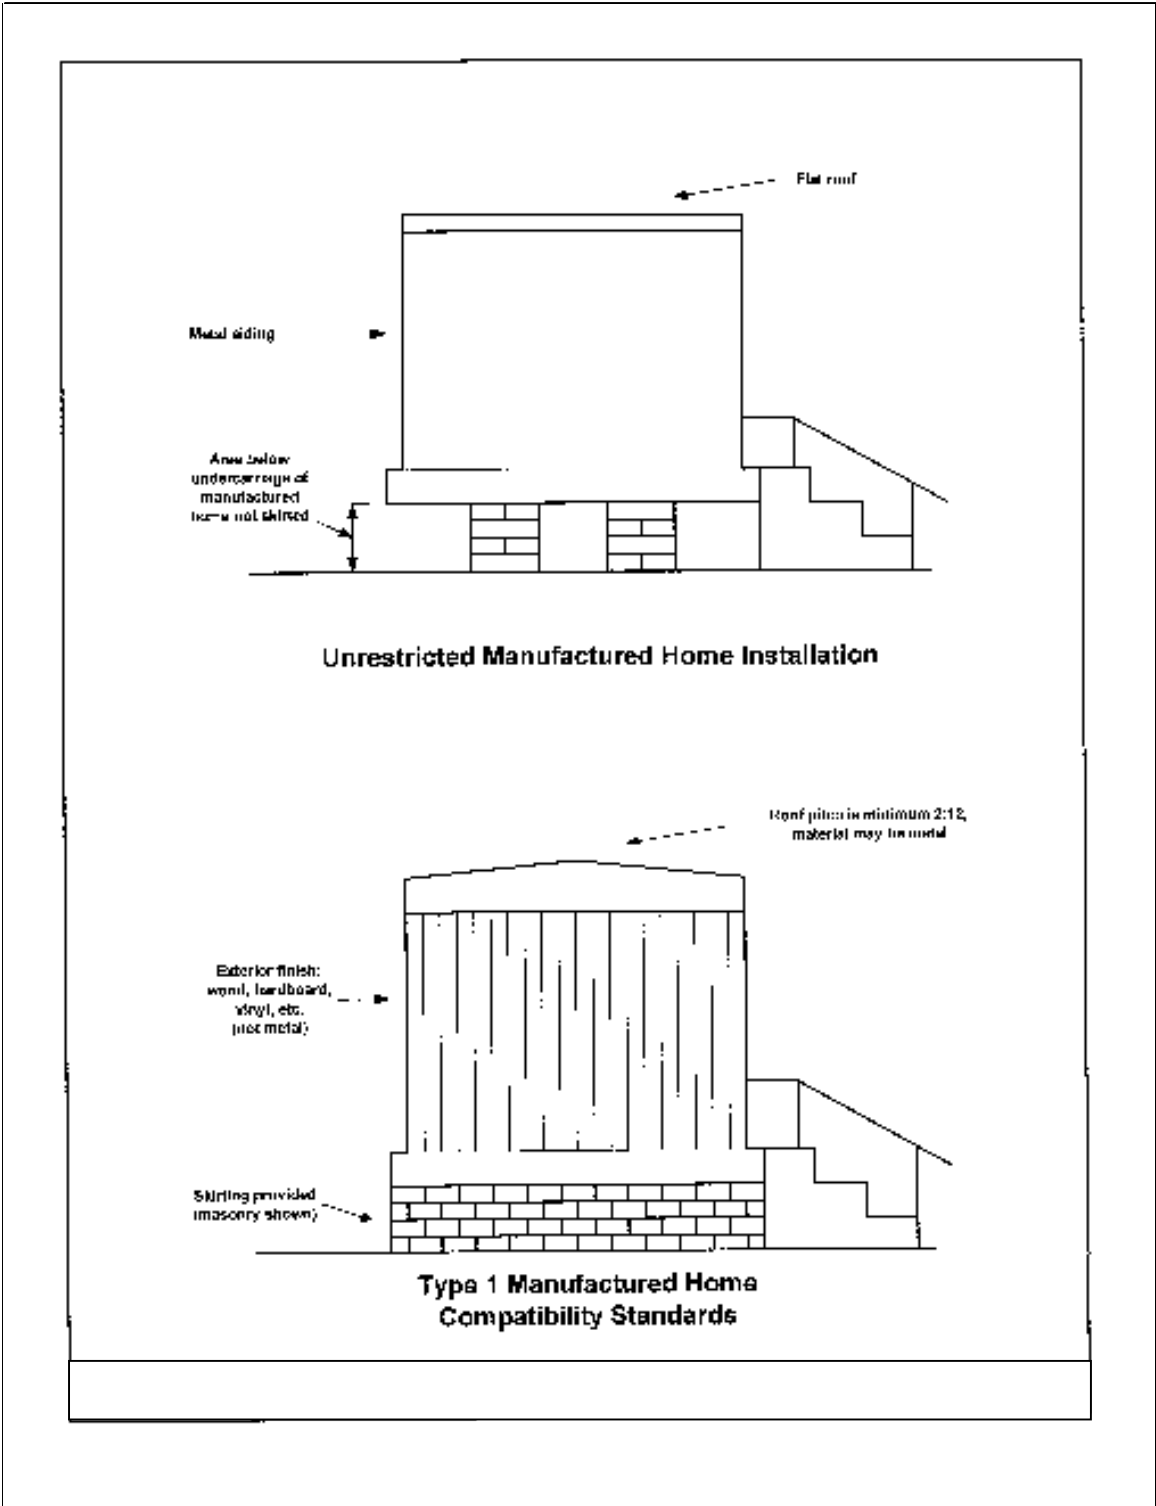 Flat roof
Metal siding
Area below
undercarriage of
manufactured
home not skirted
Unrestricted Manufactured Home Installation
Roof pitch is minimum 2:12,
material may be metal
Exterior finish:
wood, hardboard,
vinyl, etc.
(not metal)
Skirting provided
(masonry shown)
Type 1 Manufactured Home
Compatibility Standards